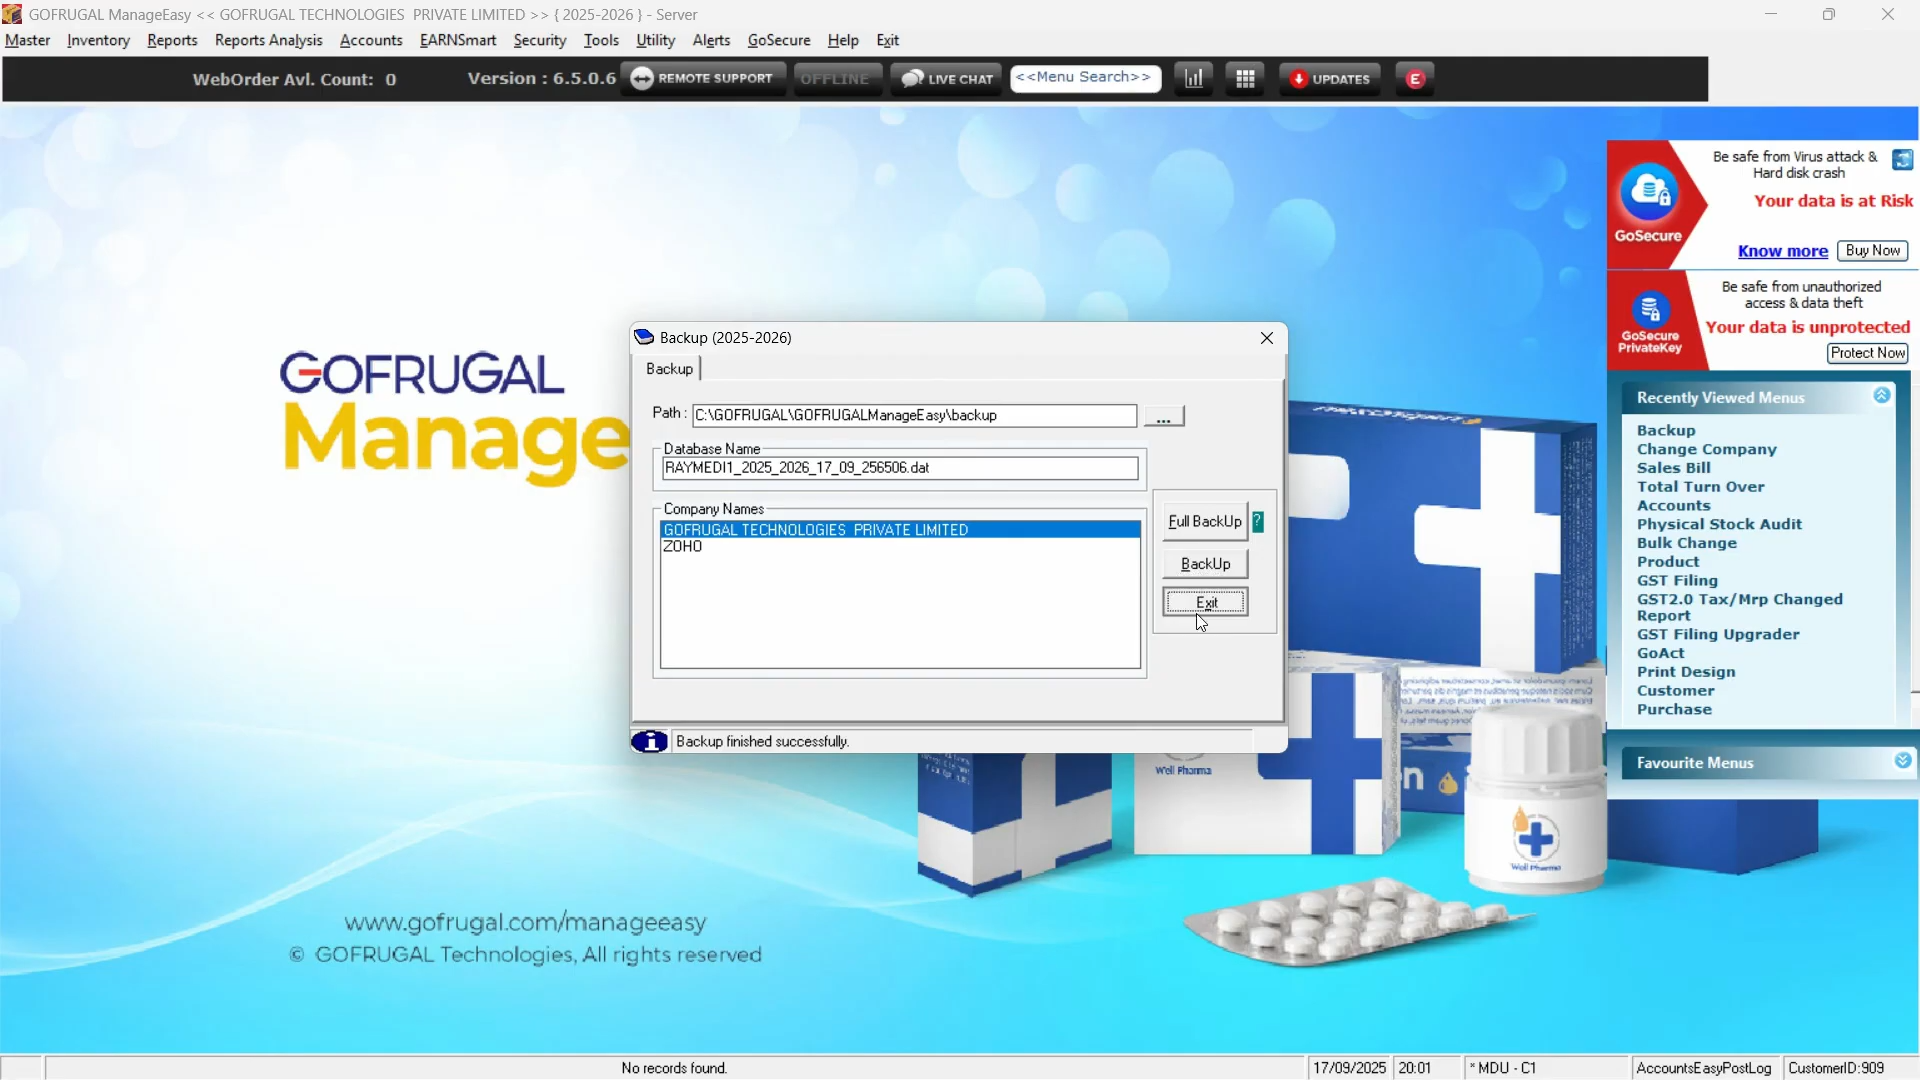 GOFRUGAL ManageEasy << GOFRUGAL TECHNOLOGIES PRIVATE LIMITED >> { 2025-2026 } - Server
Master Inventory Reports Reports Analysis Accounts EARNSmart Security Tools Utility Alerts GoSecure Help Exit
WebOrder Avl. Count: 0 Version : 6.5.0.6 REMOTE SUPPORT OFFLINE LIVE CHAT <<Menu Search>> UPDATES E
Be safe from Virus attack &
Hard disk crash
Your data is at Risk
GoSecure
Know more Buy Now
Be safe from unauthorized
access & data theft
Your data is unprotected
GoSecure
PrivateKey
Protect Now
GOFRUGAL
Manage
Backup (2025-2026)
Backup
Path : C:\GOFRUGAL\GOFRUGALManageEasy\backup ...
Database Name
RAYMEDI1_2025_2026_17_09_256506.dat
Company Names
GOFRUGAL TECHNOLOGIES PRIVATE LIMITED
ZOHO
Full BackUp ?
BackUp
Exit
Backup finished successfully.
Recently Viewed Menus
Backup
Change Company
Sales Bill
Total Turn Over
Accounts
Physical Stock Audit
Bulk Change
Product
GST Filing
GST2.0 Tax/Mrp Changed
Report
GST Filing Upgrader
GoAct
Print Design
Customer
Purchase
Favourite Menus
Well Pharma
Well Pharma
www.gofrugal.com/manageeasy
© GOFRUGAL Technologies, All rights reserved
No records found. 17/09/2025 20:01 * MDU - C1 AccountsEasyPostLog CustomerID:909